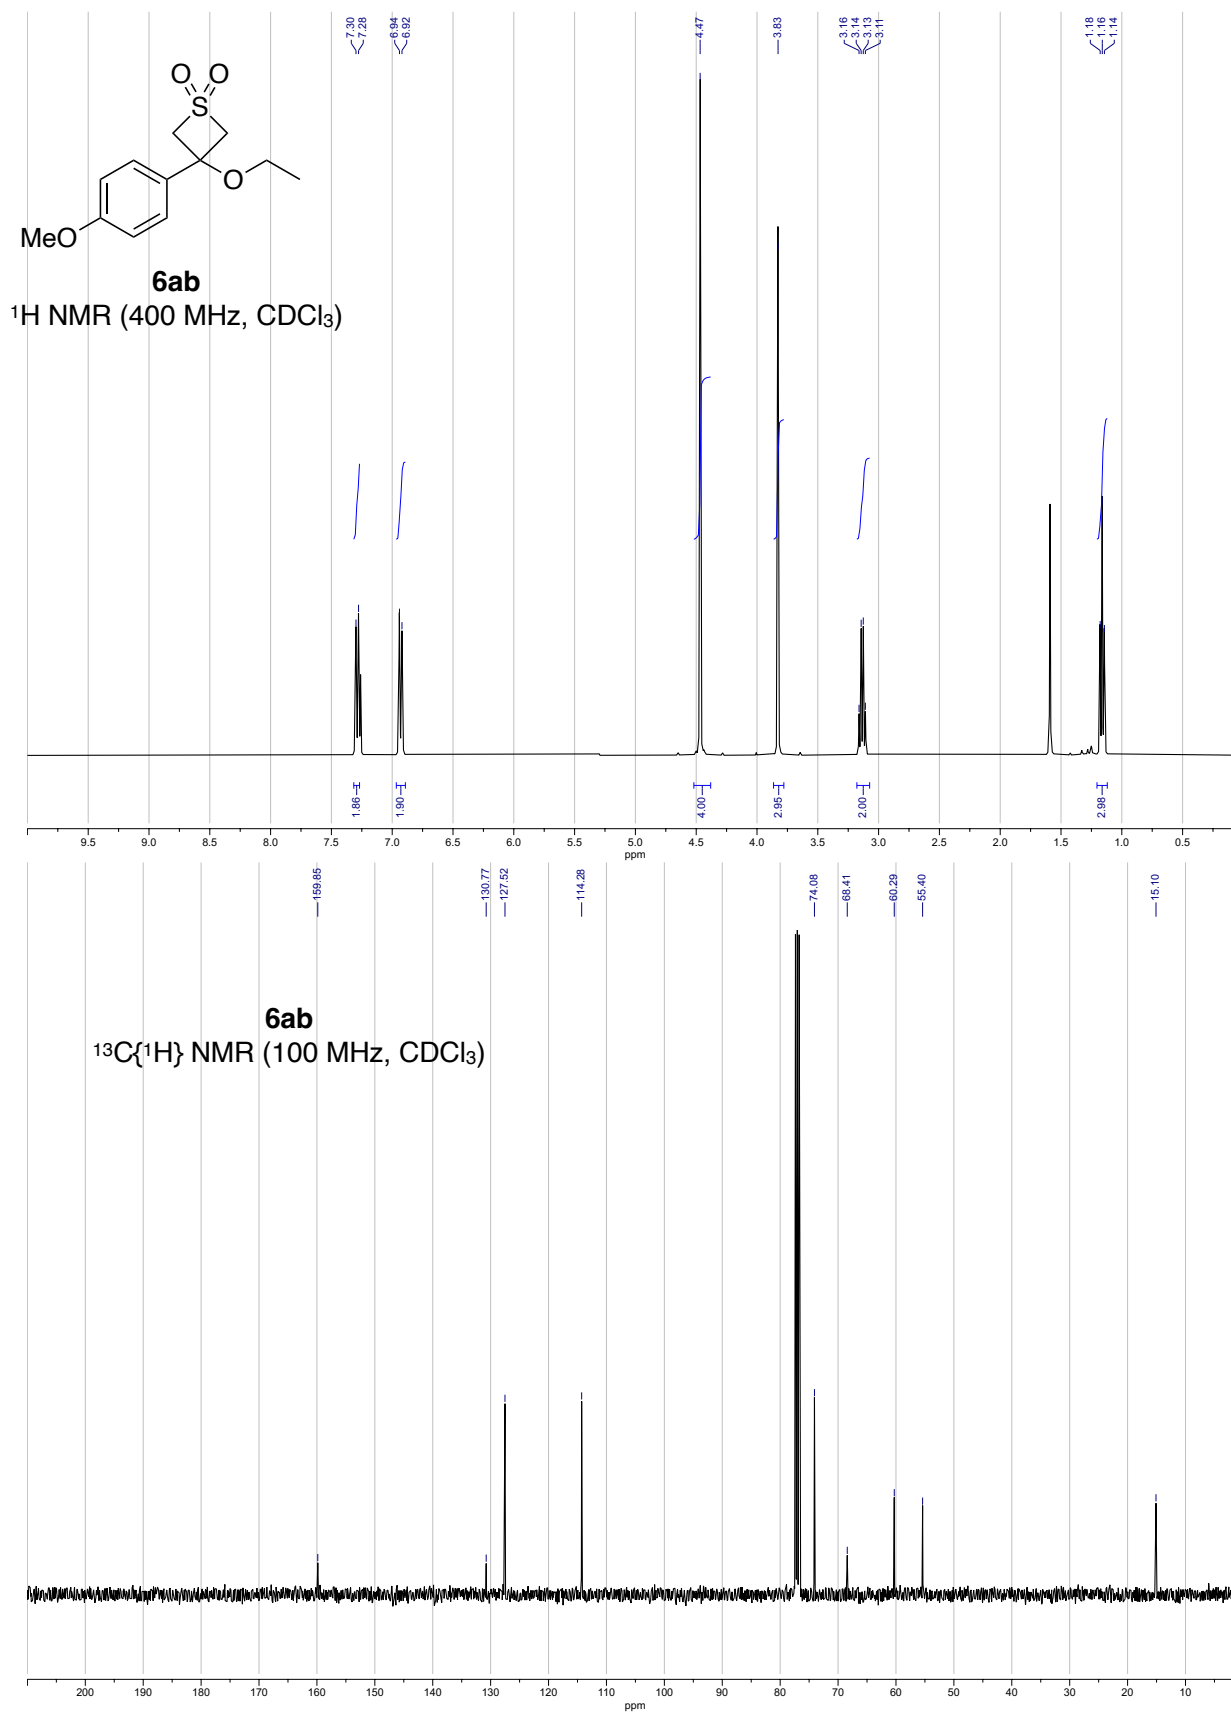 7.30
7.28
6.94
6.92
4.47
3.83
3.16
3.14
3.13
3.11
1.18
1.16
1.14
O O
S
O
MeO
6ab
¹H NMR (400 MHz, CDCl₃)
1.86
1.90
4.00
2.95
2.00
2.98
9.5 9.0 8.5 8.0 7.5 7.0 6.5 6.0 5.5 5.0 4.5 4.0 3.5 3.0 2.5 2.0 1.5 1.0 0.5
ppm
159.85
130.77
127.52
114.28
74.08
68.41
60.29
55.40
15.10
6ab
¹³C{¹H} NMR (100 MHz, CDCl₃)
200 190 180 170 160 150 140 130 120 110 100 90 80 70 60 50 40 30 20 10
ppm